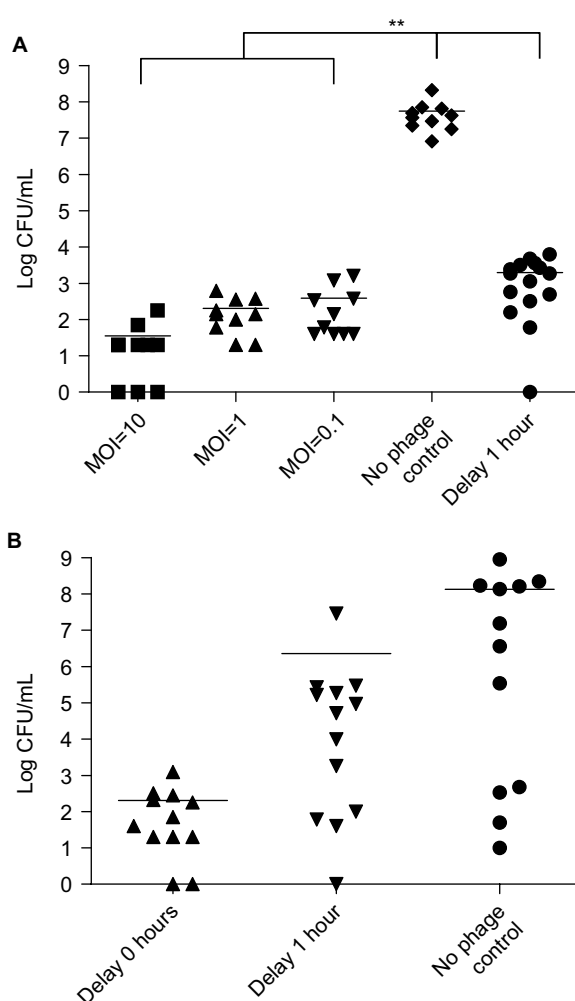 **
A
9
8
7
6
5
4
3
2
1
0
Log CFU/mL
MOI=10
MOI=1
MOI=0.1
No phage
control
Delay 1 hour
B
9
8
7
6
5
4
3
2
1
0
Log CFU/mL
Delay 0 hours
Delay 1 hour
No phage
control